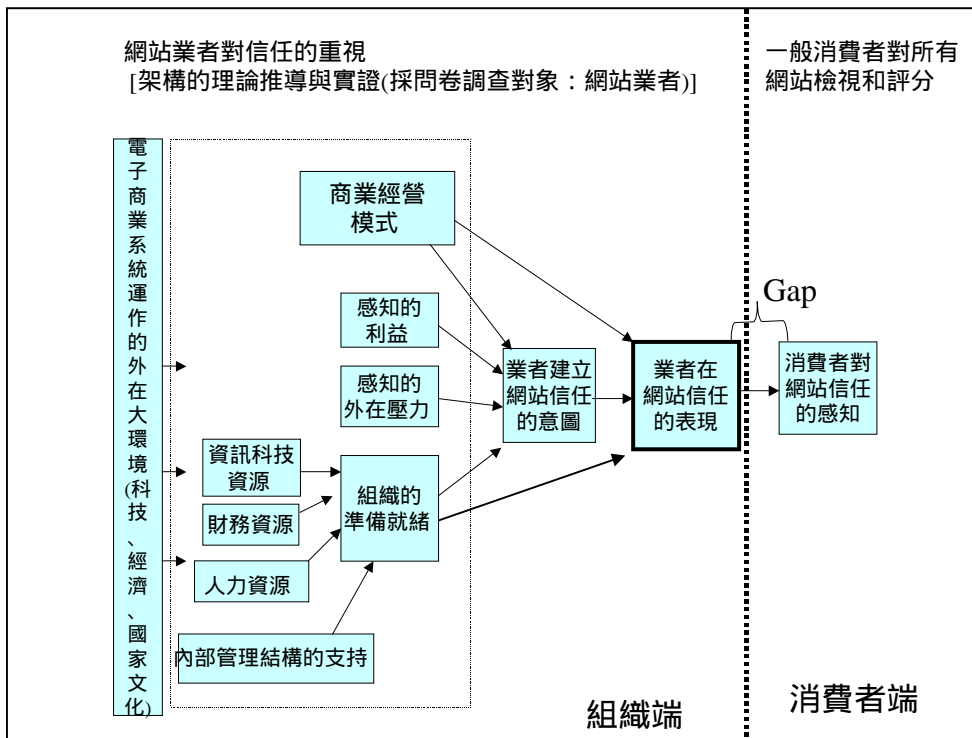 網站業者對信任的重視
[架構的理論推導與實證(採問卷調查對象：網站業者)]
一般消費者對所有
網站檢視和評分
電子商業系統運作的外在大環境(科技、經濟、國家文化)
商業經營
模式
感知的
利益
感知的
外在壓力
資訊科技
資源
財務資源
人力資源
內部管理結構的支持
組織的
準備就緒
業者建立
網站信任
的意圖
業者在
網站信任
的表現
Gap
消費者對
網站信任
的感知
組織端
消費者端